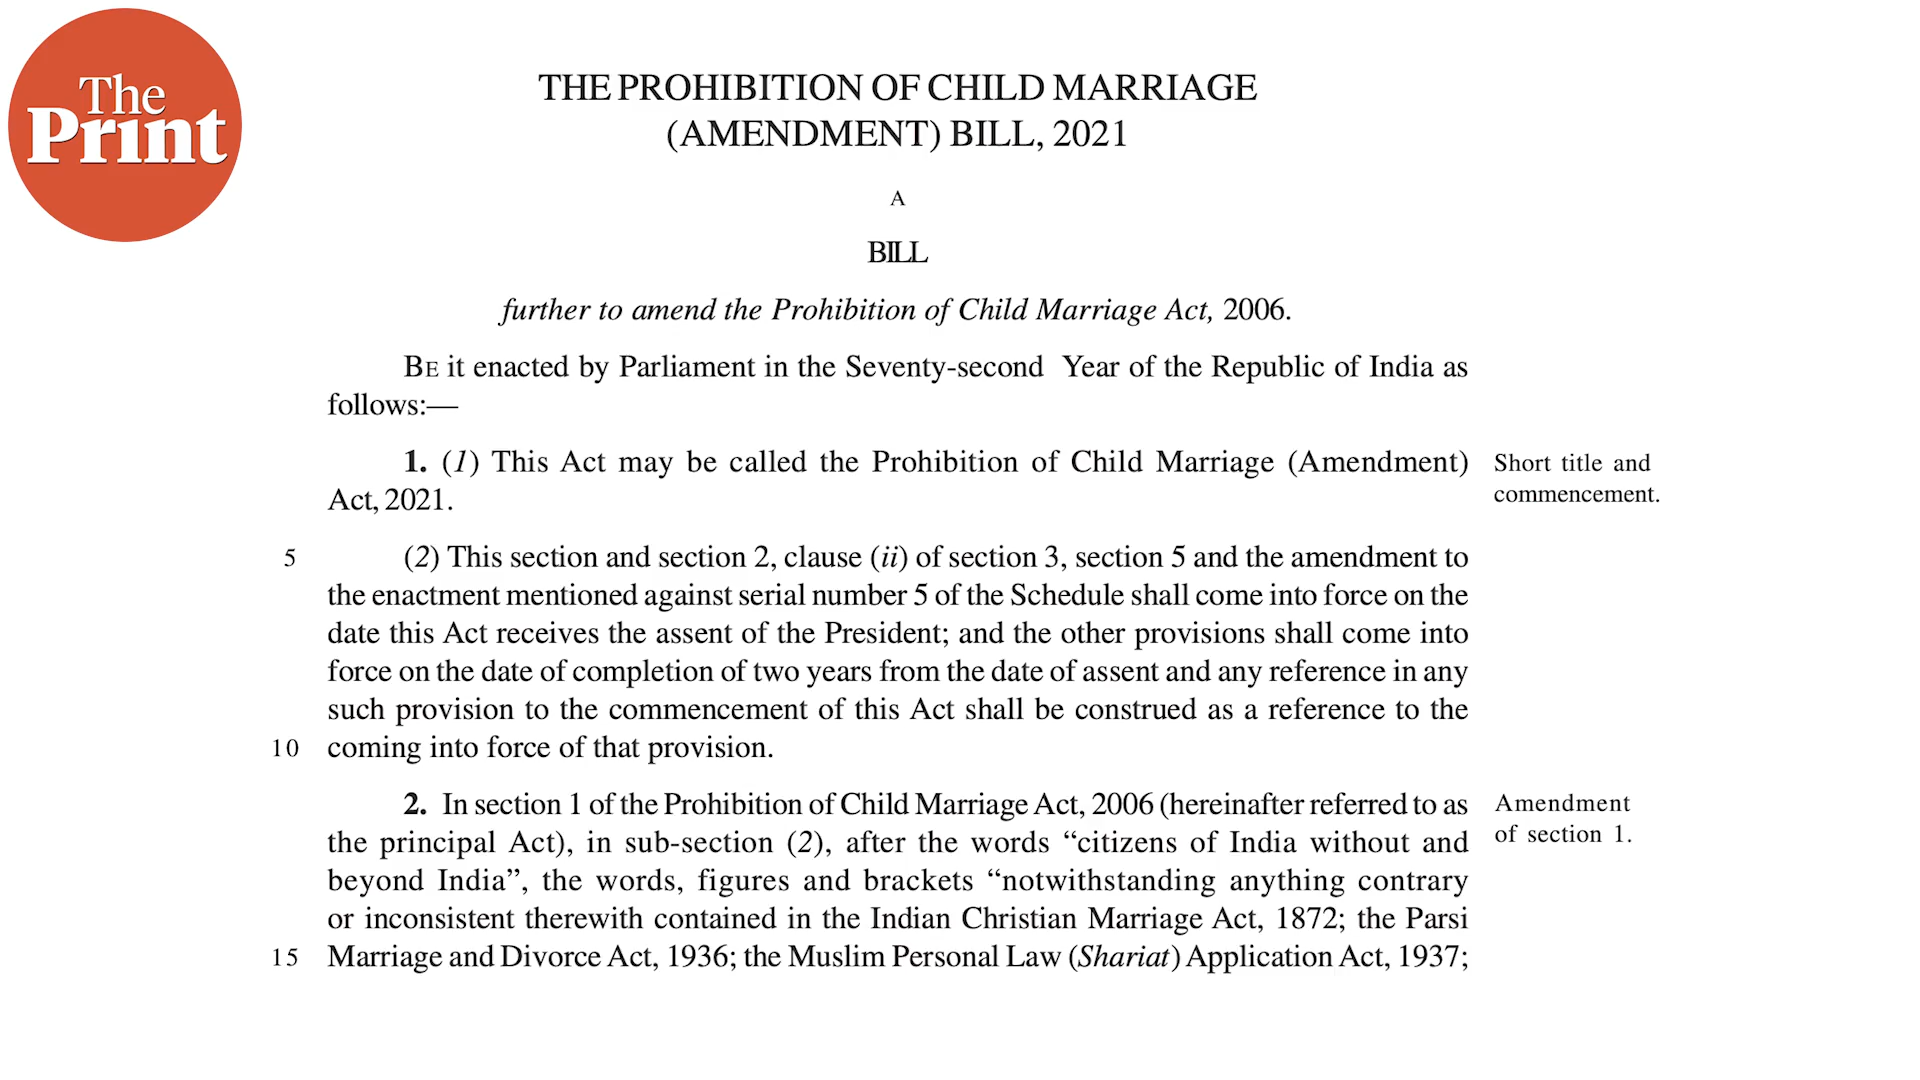 The
Print
THE PROHIBITION OF CHILD MARRIAGE
(AMENDMENT) BILL, 2021
A
BILL
further to amend the Prohibition of Child Marriage Act, 2006.
BE it enacted by Parliament in the Seventy-second Year of the Republic of India as
follows:—
1. (1) This Act may be called the Prohibition of Child Marriage (Amendment)
Act, 2021.
Short title and
commencement.
5 (2) This section and section 2, clause (ii) of section 3, section 5 and the amendment to
the enactment mentioned against serial number 5 of the Schedule shall come into force on the
date this Act receives the assent of the President; and the other provisions shall come into
force on the date of completion of two years from the date of assent and any reference in any
such provision to the commencement of this Act shall be construed as a reference to the
10 coming into force of that provision.
2. In section 1 of the Prohibition of Child Marriage Act, 2006 (hereinafter referred to as
the principal Act), in sub-section (2), after the words “citizens of India without and
beyond India”, the words, figures and brackets “notwithstanding anything contrary
or inconsistent therewith contained in the Indian Christian Marriage Act, 1872; the Parsi
15 Marriage and Divorce Act, 1936; the Muslim Personal Law (Shariat) Application Act, 1937;
Amendment
of section 1.